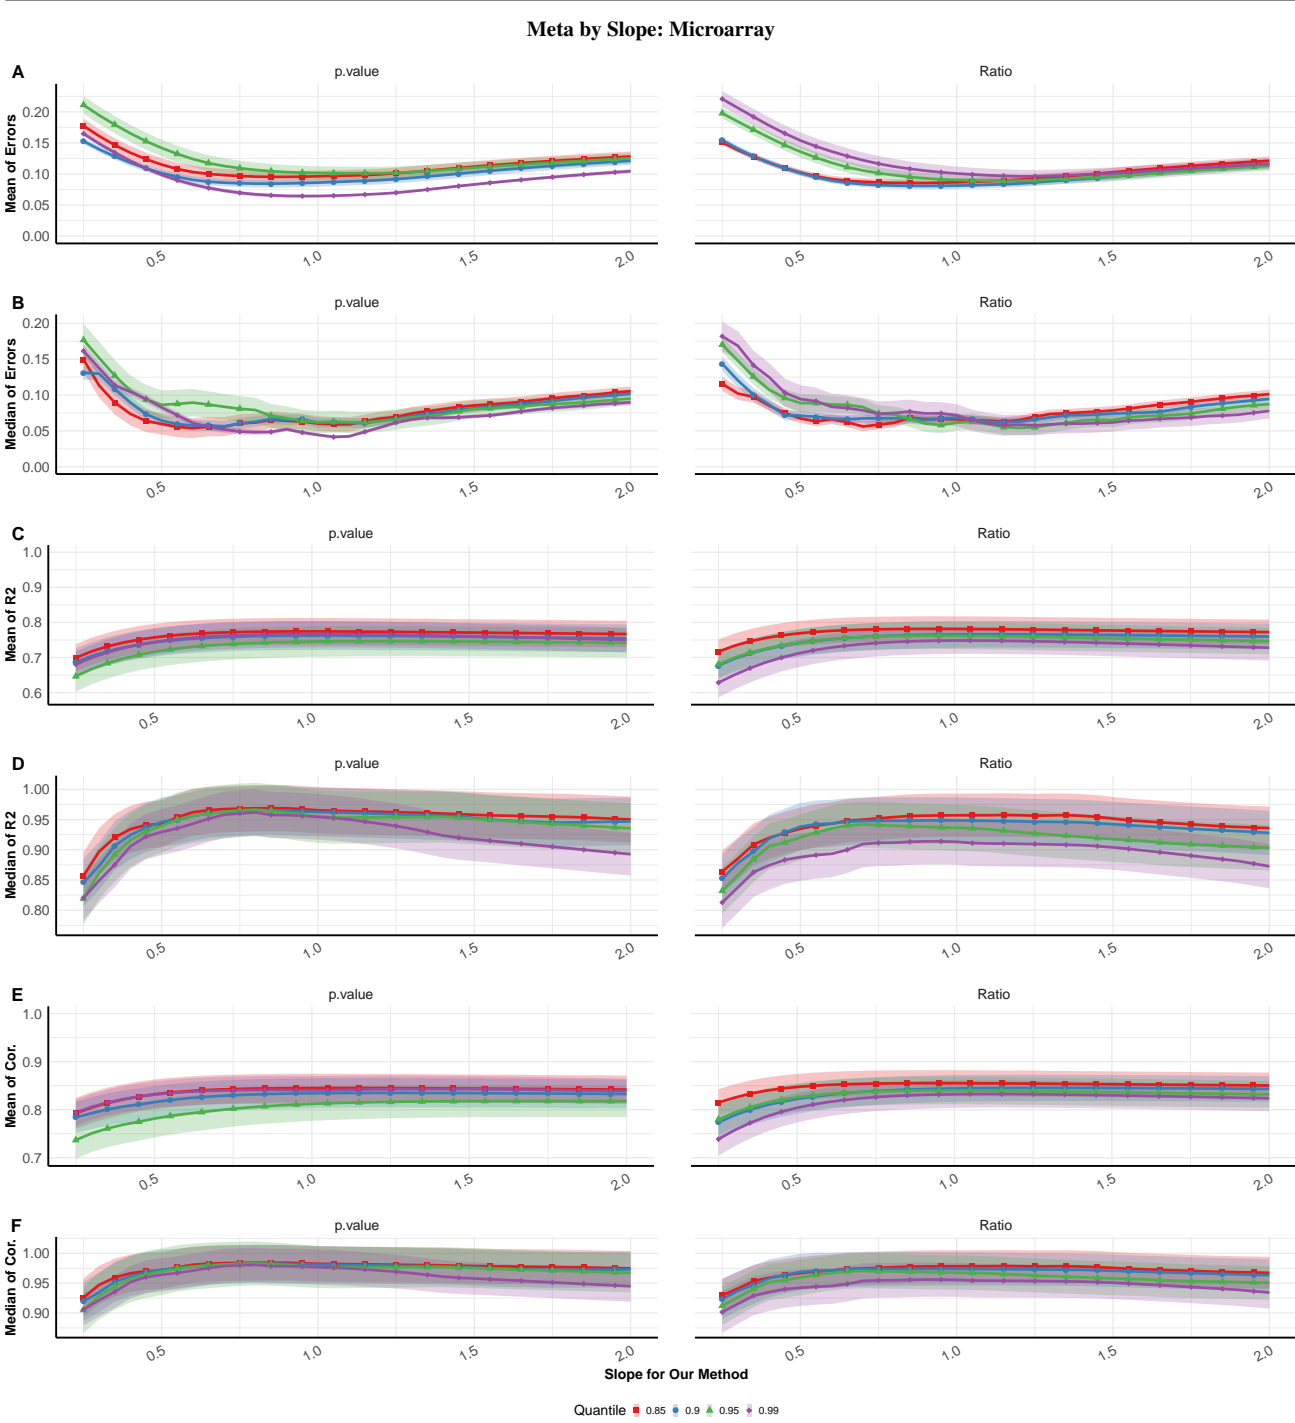 Meta by Slope: Microarray
A
p.value
Ratio
Mean of Errors
0.20
0.15
0.10
0.05
0.00
0.5
1.0
1.5
2.0
0.5
1.0
1.5
2.0
B
p.value
Ratio
Median of Errors
0.20
0.15
0.10
0.05
0.00
0.5
1.0
1.5
2.0
0.5
1.0
1.5
2.0
C
p.value
Ratio
Mean of R2
1.0
0.9
0.8
0.7
0.6
0.5
1.0
1.5
2.0
0.5
1.0
1.5
2.0
D
p.value
Ratio
Median of R2
1.00
0.95
0.90
0.85
0.80
0.5
1.0
1.5
2.0
0.5
1.0
1.5
2.0
E
p.value
Ratio
Mean of Cor.
1.0
0.9
0.8
0.7
0.5
1.0
1.5
2.0
0.5
1.0
1.5
2.0
F
p.value
Ratio
Median of Cor.
1.00
0.95
0.90
0.5
1.0
1.5
2.0
0.5
1.0
1.5
2.0
Slope for Our Method
Quantile 0.85 0.9 0.95 0.99